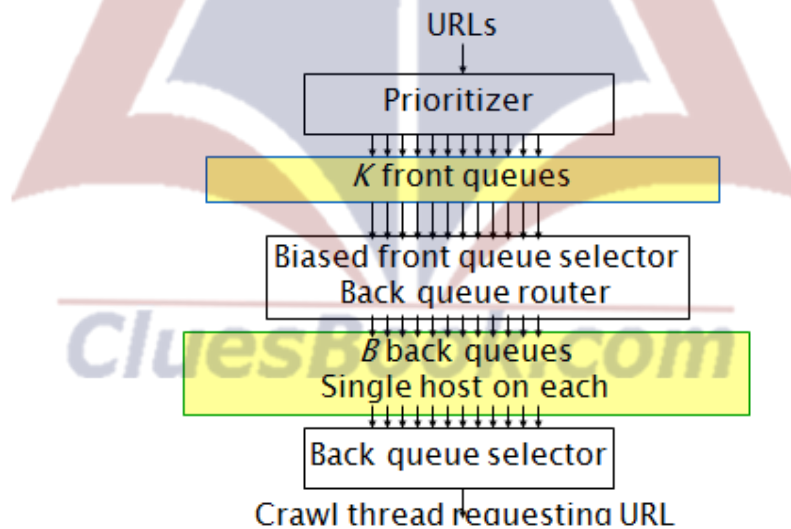 URLs
Prioritizer
K front queues
Biased front queue selector
Back queue router
CluesBook.com
B back queues
Single host on each
Back queue selector
Crawl thread requesting URL